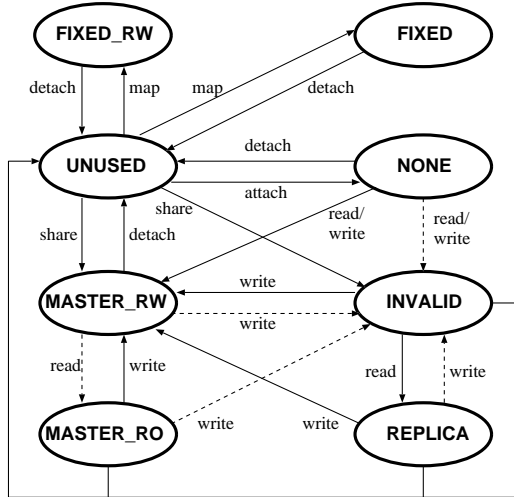 FIXED_RW
FIXED
detach
map
map
detach
UNUSED
detach
NONE
attach
share
read/
write
read/
write
share
detach
MASTER_RW
write
INVALID
write
read
write
read
write
MASTER_RO
write
write
REPLICA